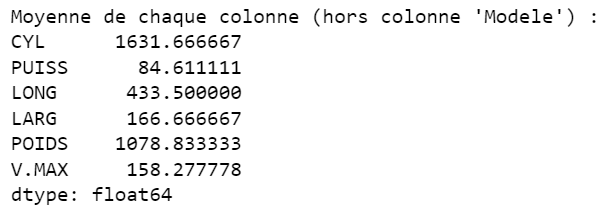 Moyenne de chaque colonne (hors colonne 'Modele') :
CYL      1631.666667
PUISS      84.611111
LONG      433.500000
LARG      166.666667
POIDS    1078.833333
V.MAX     158.277778
dtype: float64